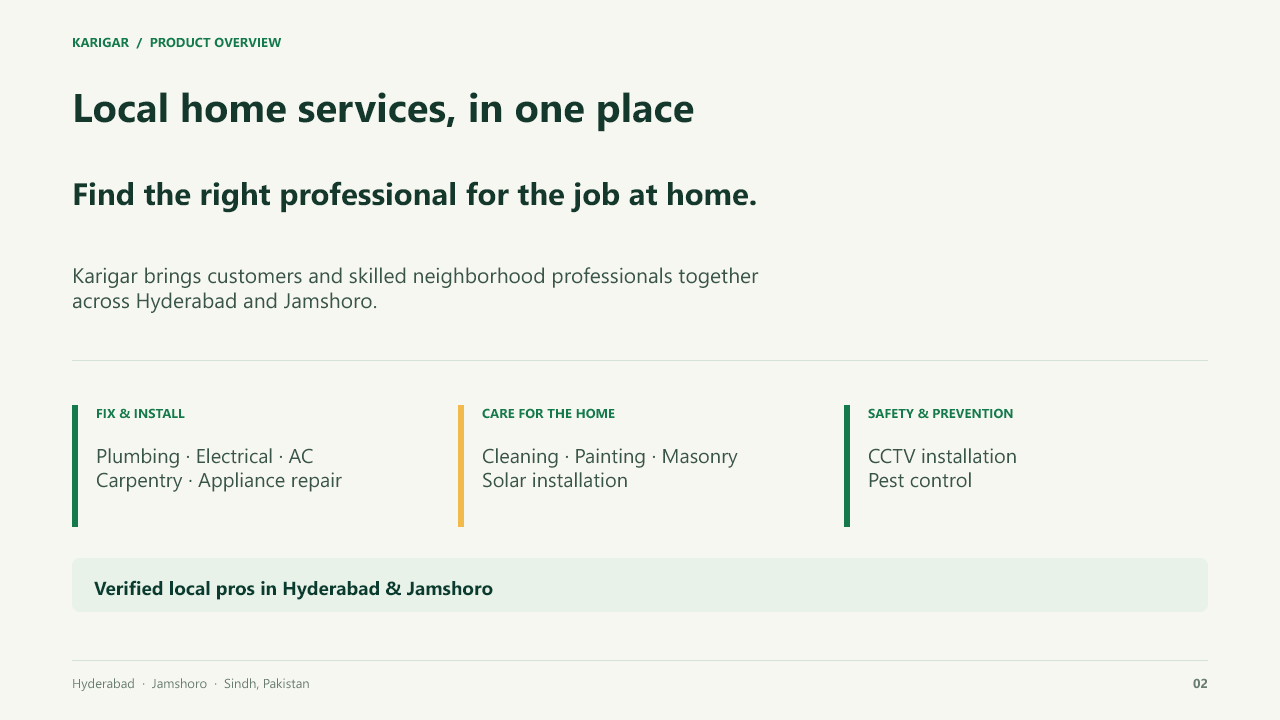 KARIGAR / PRODUCT OVERVIEW
Local home services, in one place
Find the right professional for the job at home.
Karigar brings customers and skilled neighborhood professionals together
across Hyderabad and Jamshoro.
FIX & INSTALL
Plumbing · Electrical · AC
Carpentry · Appliance repair
CARE FOR THE HOME
Cleaning · Painting · Masonry
Solar installation
SAFETY & PREVENTION
CCTV installation
Pest control
Verified local pros in Hyderabad & Jamshoro
Hyderabad · Jamshoro · Sindh, Pakistan
02